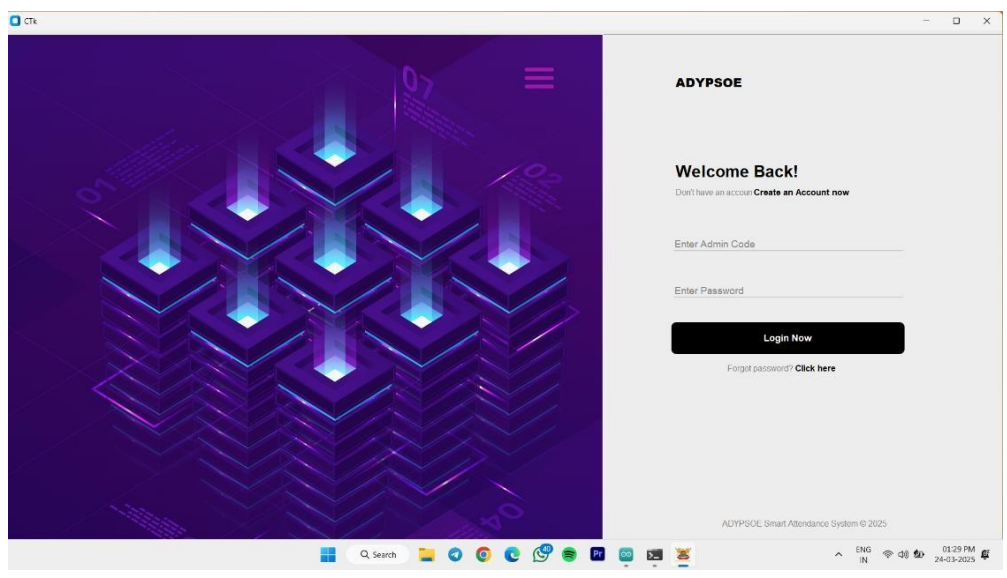 CTk
07
01
02
04
ADYPSOE
Welcome Back!
Don't have an accoun Create an Account now
Enter Admin Code
Enter Password
Login Now
Forgot password? Click here
ADYPSOE Smart Attendance System © 2025
Search
40
Pr
ENG
IN
01:29 PM
24-03-2025